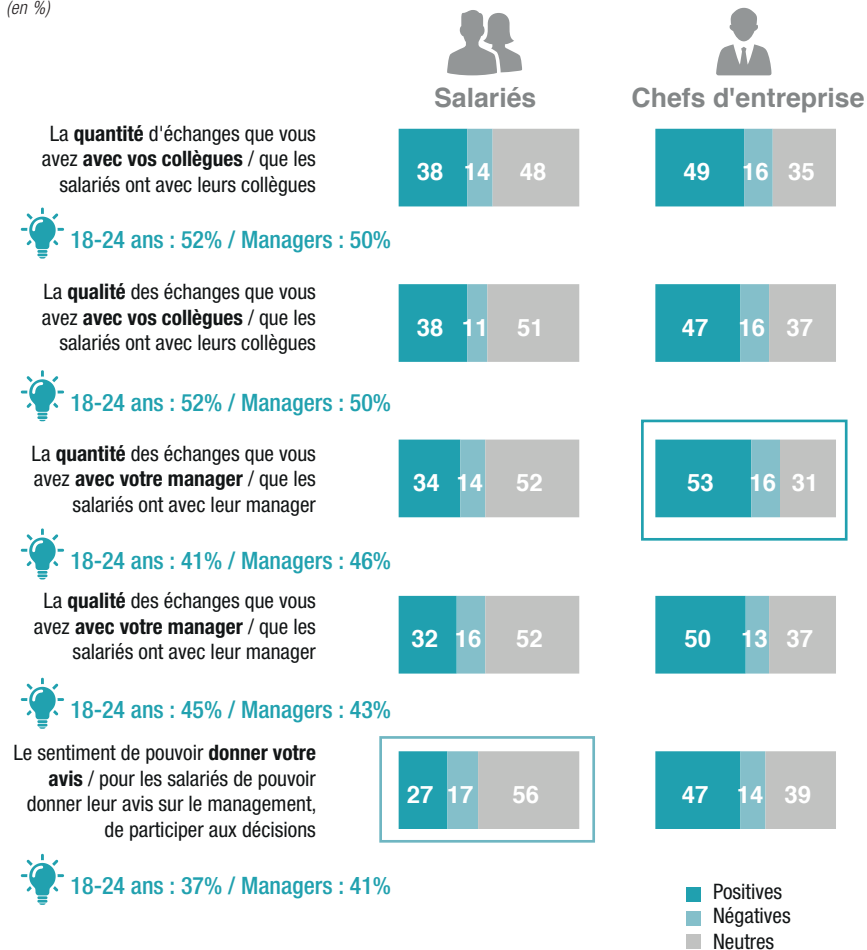 (en %)
Salariés
Chefs d'entreprise
La quantité d'échanges que vous
avez avec vos collègues / que les
salariés ont avec leurs collègues
38 14 48
49 16 35
18-24 ans : 52% / Managers : 50%
La qualité des échanges que vous
avez avec vos collègues / que les
salariés ont avec leurs collègues
38 11 51
47 16 37
18-24 ans : 52% / Managers : 50%
La quantité des échanges que vous
avez avec votre manager / que les
salariés ont avec leur manager
34 14 52
53 16 31
18-24 ans : 41% / Managers : 46%
La qualité des échanges que vous
avez avec votre manager / que les
salariés ont avec leur manager
32 16 52
50 13 37
18-24 ans : 45% / Managers : 43%
Le sentiment de pouvoir donner votre
avis / pour les salariés de pouvoir
donner leur avis sur le management,
de participer aux décisions
27 17 56
47 14 39
18-24 ans : 37% / Managers : 41%
Positives
Négatives
Neutres